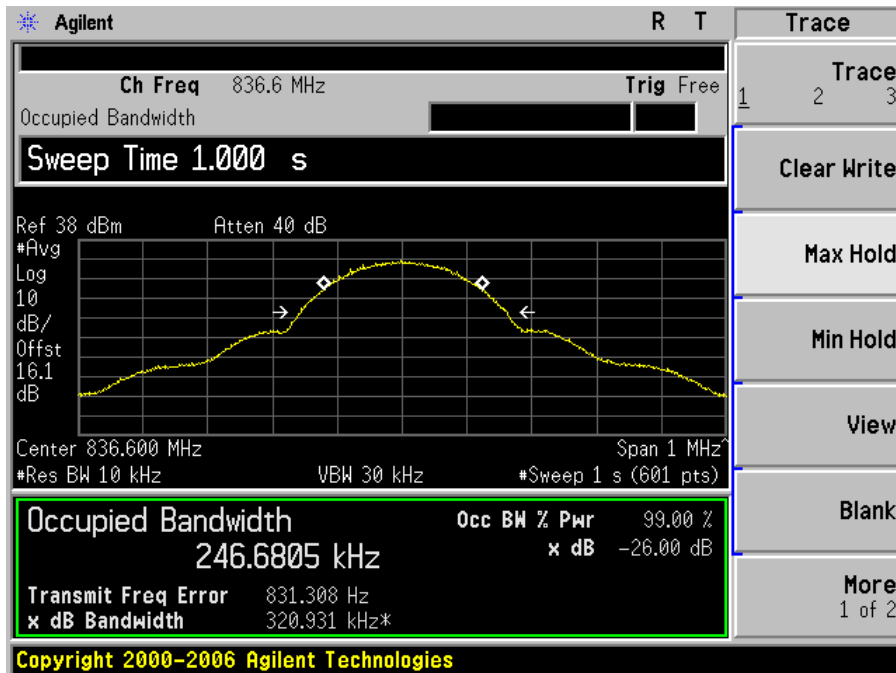 Agilent R T Trace
Ch Freq 836.6 MHz Trig Free
Occupied Bandwidth
Sweep Time 1.000 s
Ref 38 dBm Atten 40 dB
#Avg
Log
10
dB/
Offst
16.1
dB
Center 836.600 MHz Span 1 MHz^
#Res BW 10 kHz VBW 30 kHz #Sweep 1 s (601 pts)
Occupied Bandwidth
246.6805 kHz
Occ BW % Pwr 99.00 %
x dB -26.00 dB
Transmit Freq Error 831.308 Hz
x dB Bandwidth 320.931 kHz*
Copyright 2000-2006 Agilent Technologies
Trace
1 2 3
Clear Write
Max Hold
Min Hold
View
Blank
More
1 of 2